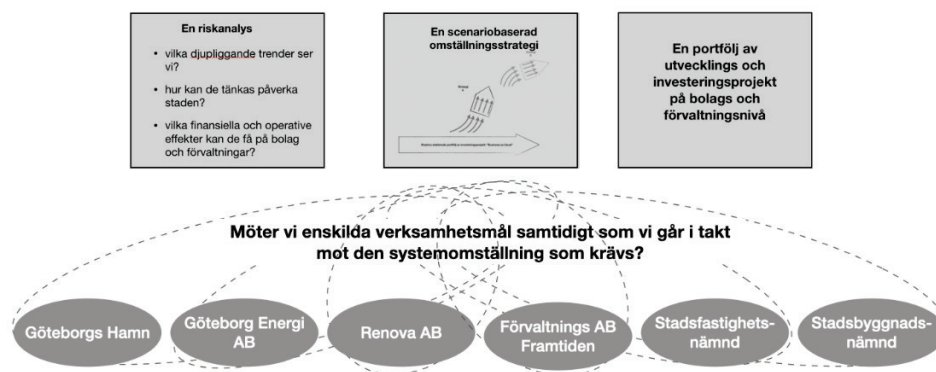 En riskanalys
• vilka djupliggande trender ser
vi?
• hur kan de tänkas påverka
staden?
• vilka finansiella och operative
effekter kan de få på bolag
och förvaltningar?
En scenariobaserad
omställningsstrategi
En portfölj av
utvecklings och
investeringsprojekt
på bolags och
förvaltningsnivå
Möter vi enskilda verksamhetsmål samtidigt som vi går i takt
mot den systemomställning som krävs?
Göteborgs Hamn
Göteborg Energi
AB
Renova AB
Förvaltnings AB
Framtiden
Stadsfastighets-
nämnd
Stadsbyggnads-
nämnd